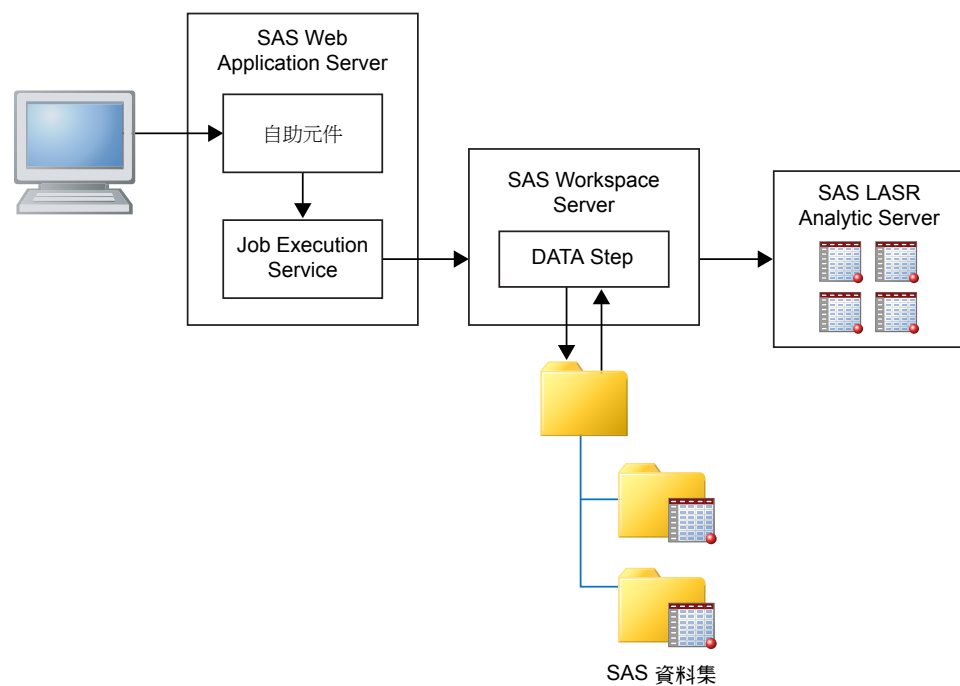 SAS Web
Application Server
自助元件
Job Execution
Service
SAS Workspace
Server
DATA Step
SAS LASR
Analytic Server
SAS 資料集